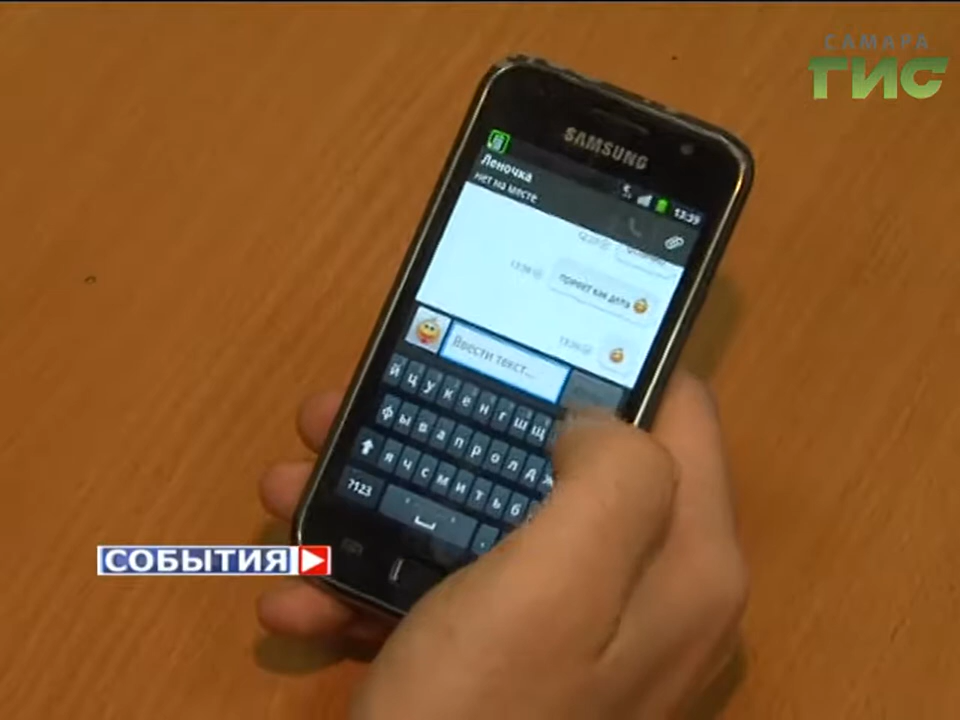 САМАРА
ГИС
SAMSUNG
Леночка
нет на месте
13:39
привет как дела
Ввести текст...
й ц у к е н г ш щ
ф ы в а п р о л д ж
я ч с м и т ь б
?123
СОБЫТИЯ